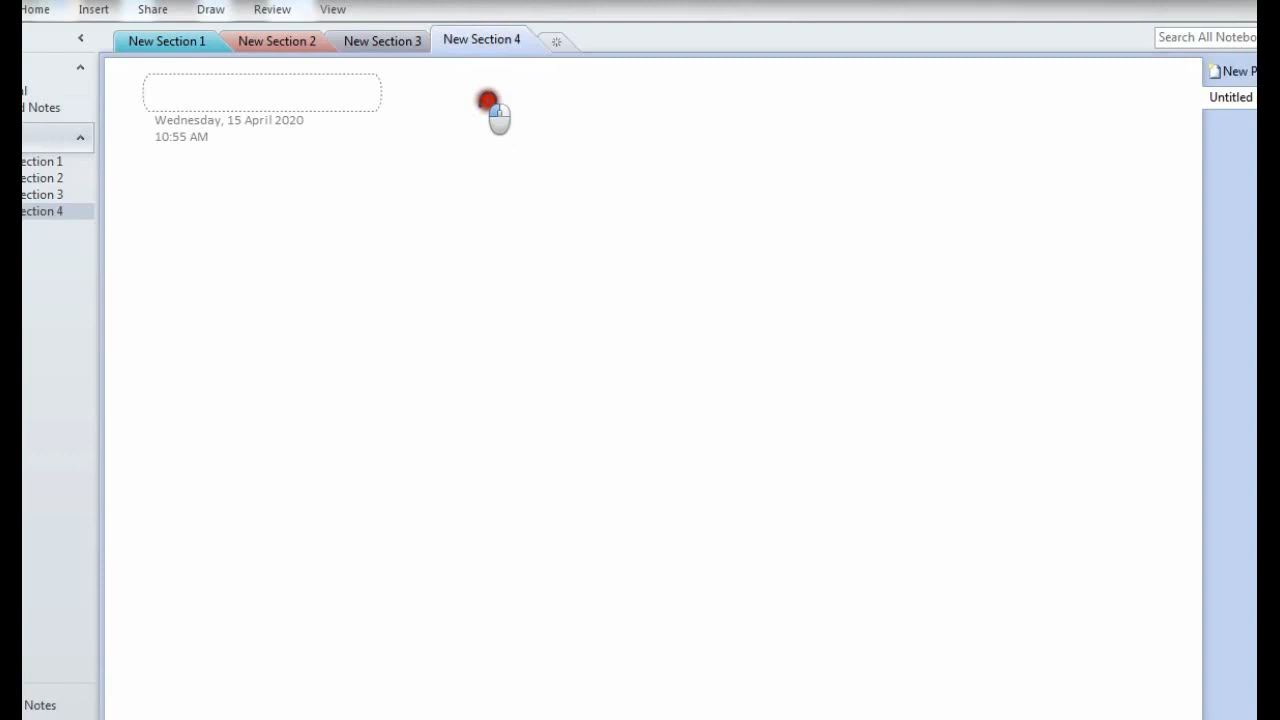 Home Insert Share Draw Review View
New Section 1 New Section 2 New Section 3 New Section 4
Search All Notebo
New P
Untitled
Wednesday, 15 April 2020
10:55 AM
l
d Notes
ection 1
ection 2
ection 3
ection 4
Notes